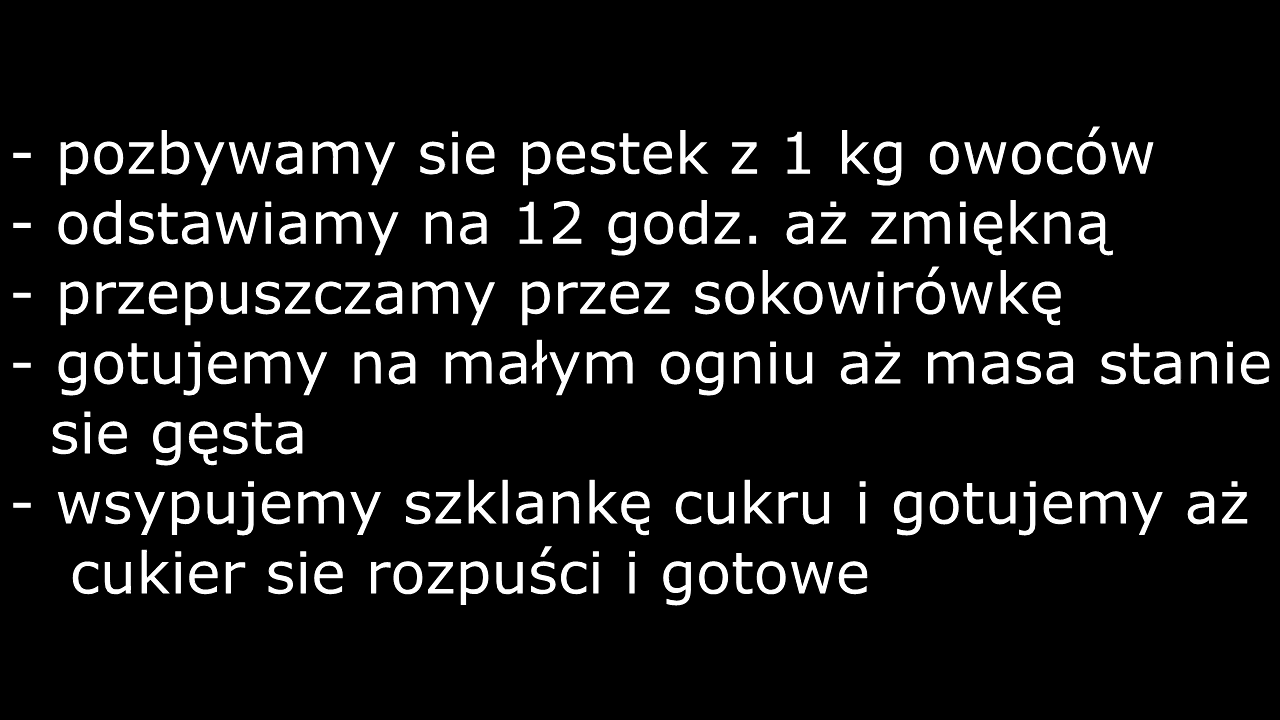 - pozbywamy sie pestek z 1 kg owoców
- odstawiamy na 12 godz. aż zmiękną
- przepuszczamy przez sokowirówkę
- gotujemy na małym ogniu aż masa stanie
sie gęsta
- wsypujemy szklankę cukru i gotujemy aż
cukier sie rozpuści i gotowe